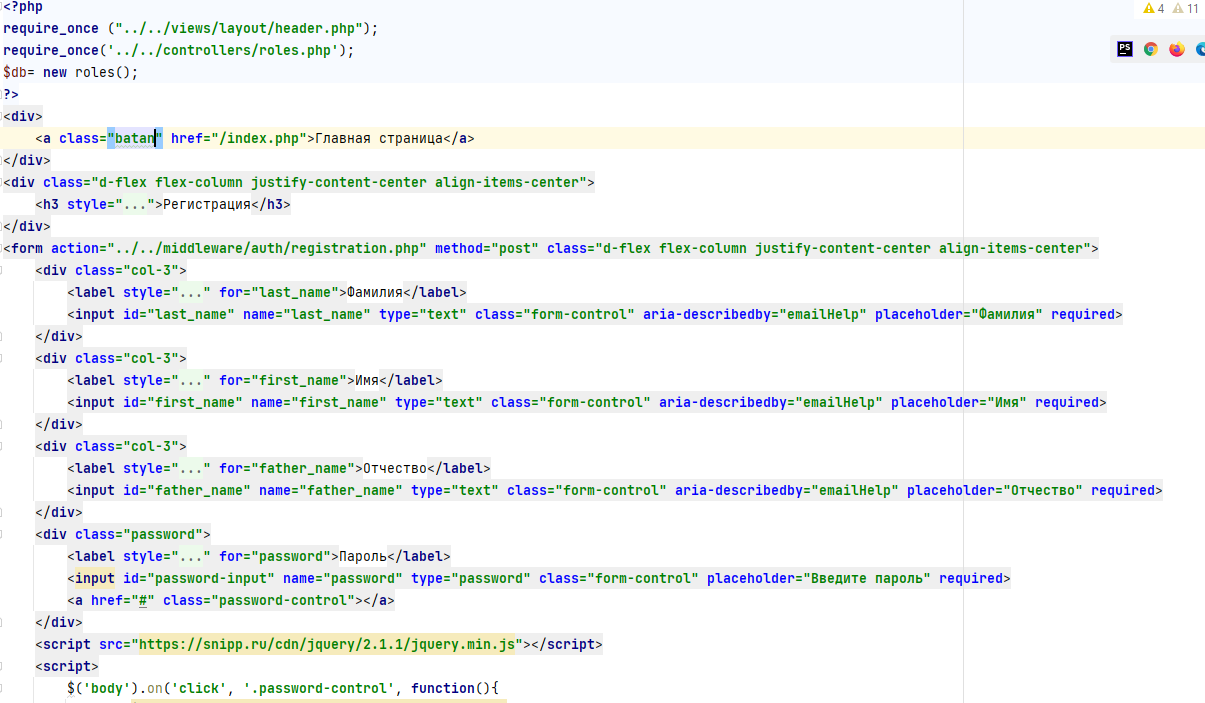 <?php
4 11
require_once ("../../views/layout/header.php");
require_once('../../controllers/roles.php');
PS
$db= new roles();
?>
<div>
    <a class="batan" href="/index.php">Главная страница</a>
</div>
<div class="d-flex flex-column justify-content-center align-items-center">
    <h3 style="...">Регистрация</h3>
</div>
<form action="../../middleware/auth/registration.php" method="post" class="d-flex flex-column justify-content-center align-items-center">
    <div class="col-3">
        <label style="..." for="last_name">Фамилия</label>
        <input id="last_name" name="last_name" type="text" class="form-control" aria-describedby="emailHelp" placeholder="Фамилия" required>
    </div>
    <div class="col-3">
        <label style="..." for="first_name">Имя</label>
        <input id="first_name" name="first_name" type="text" class="form-control" aria-describedby="emailHelp" placeholder="Имя" required>
    </div>
    <div class="col-3">
        <label style="..." for="father_name">Отчество</label>
        <input id="father_name" name="father_name" type="text" class="form-control" aria-describedby="emailHelp" placeholder="Отчество" required>
    </div>
    <div class="password">
        <label style="..." for="password">Пароль</label>
        <input id="password-input" name="password" type="password" class="form-control" placeholder="Введите пароль" required>
        <a href="#" class="password-control"></a>
    </div>
    <script src="https://snipp.ru/cdn/jquery/2.1.1/jquery.min.js"></script>
    <script>
        $('body').on('click', '.password-control', function(){